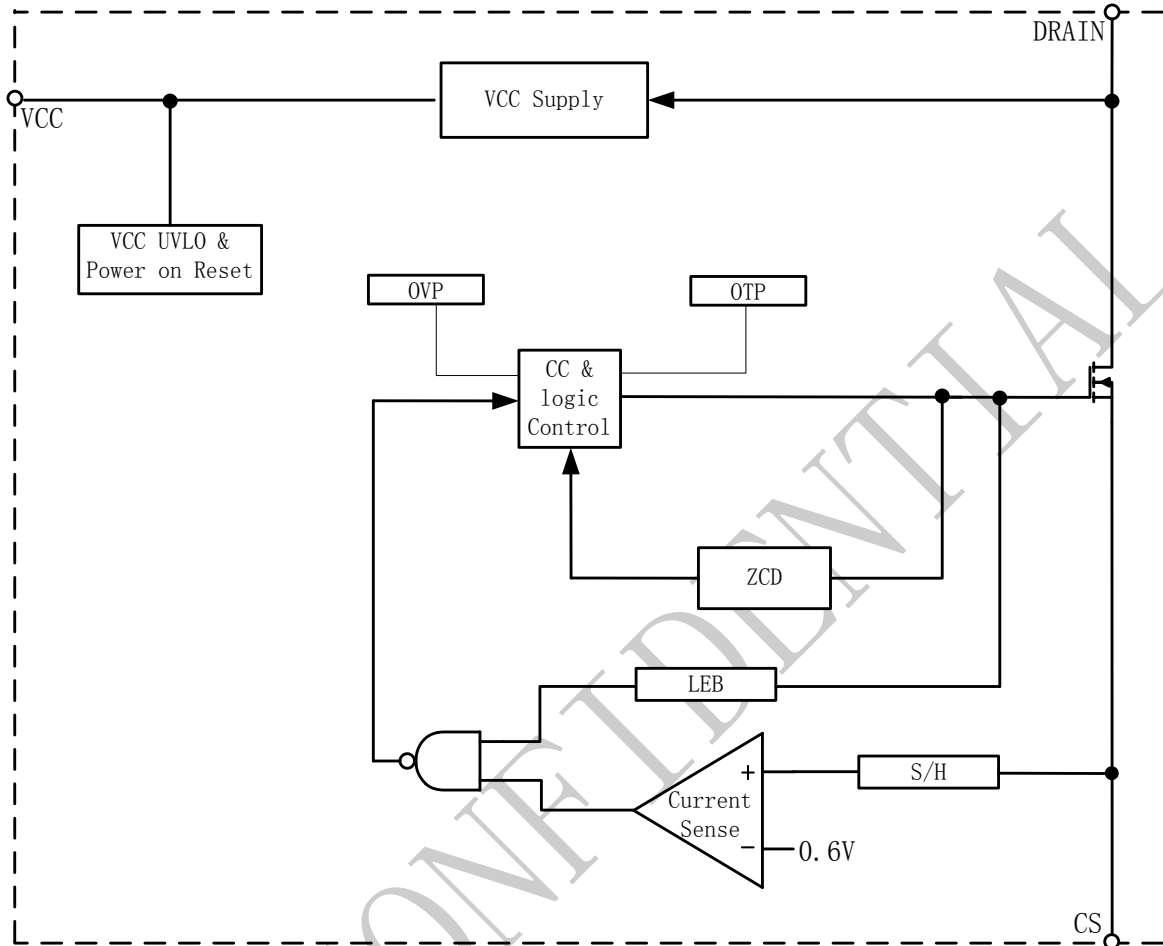 DRAIN
VCC Supply
VCC
VCC UVLO &
Power on Reset
OVP
OTP
CC &
logic
Control
ZCD
LEB
S/H
+
Current
Sense
−
0.6V
CS
CONFIDENTIAL